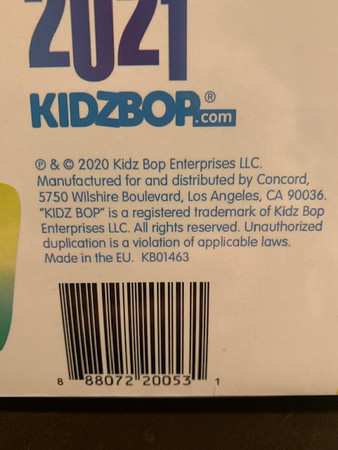 2021
KIDZBOP®.com
℗ & © 2020 Kidz Bop Enterprises LLC.
Manufactured for and distributed by Concord,
5750 Wilshire Boulevard, Los Angeles, CA 90036.
"KIDZ BOP" is a registered trademark of Kidz Bop
Enterprises LLC. All rights reserved. Unauthorized
duplication is a violation of applicable laws.
Made in the EU. KB01463
8 88072 20053 1